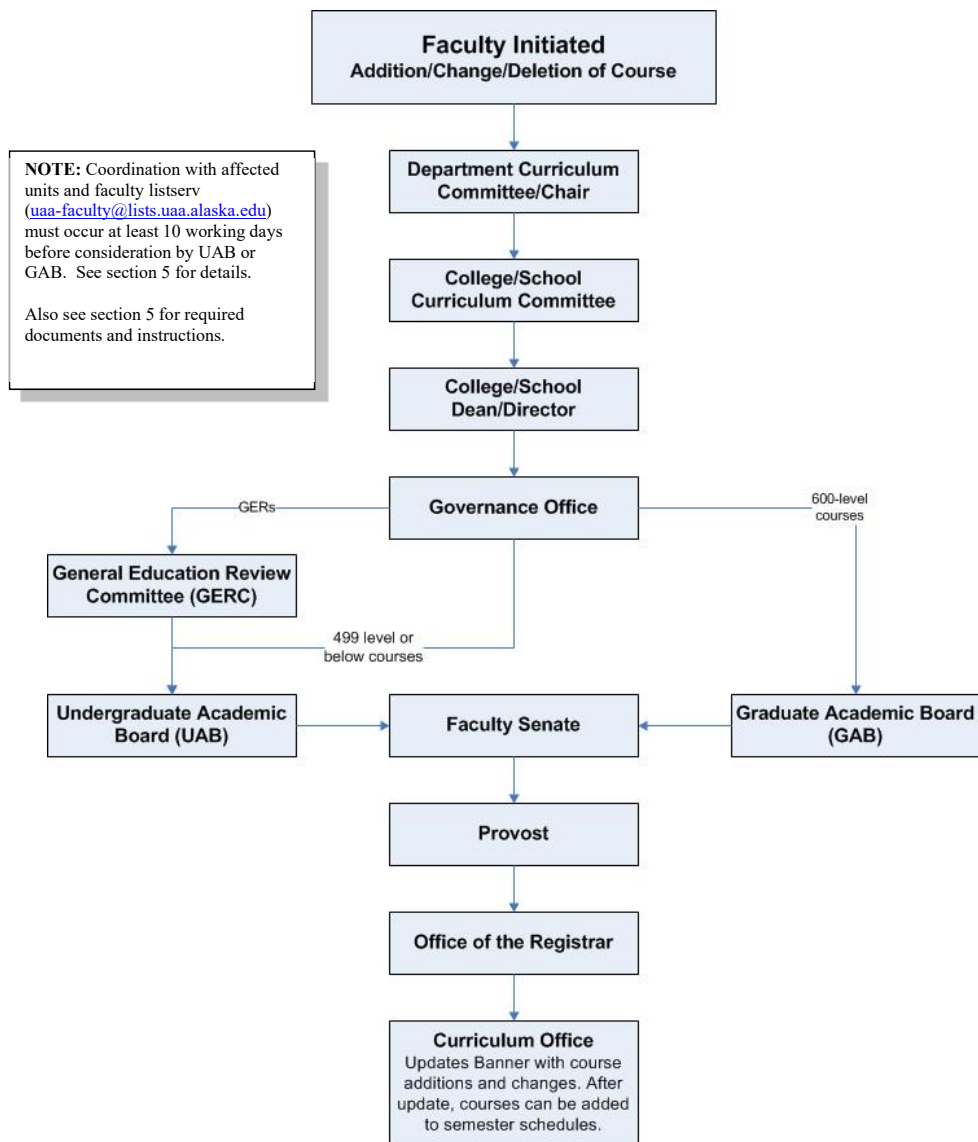 Faculty Initiated
Addition/Change/Deletion of Course
NOTE: Coordination with affected
units and faculty listserv
(uaa-faculty@lists.uaa.alaska.edu)
must occur at least 10 working days
before consideration by UAB or
GAB.  See section 5 for details.
Also see section 5 for required
documents and instructions.
Department Curriculum
Committee/Chair
College/School
Curriculum Committee
College/School
Dean/Director
Governance Office
GERs
600-level
courses
General Education Review
Committee (GERC)
499 level or
below courses
Undergraduate Academic
Board (UAB)
Faculty Senate
Graduate Academic Board
(GAB)
Provost
Office of the Registrar
Curriculum Office
Updates Banner with course
additions and changes. After
update, courses can be added
to semester schedules.